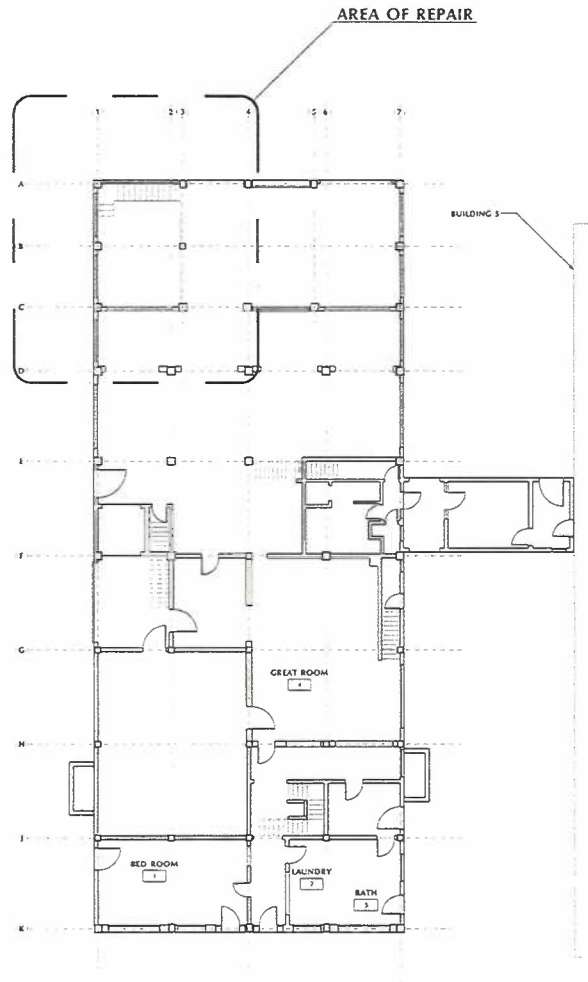 AREA OF REPAIR
1 2 3 4 5 6 7
A
B
BUILDING 5
C
D
E
F
G
GREAT ROOM
4
H
J
BED ROOM
1
LAUNDRY
2
BATH
3
K